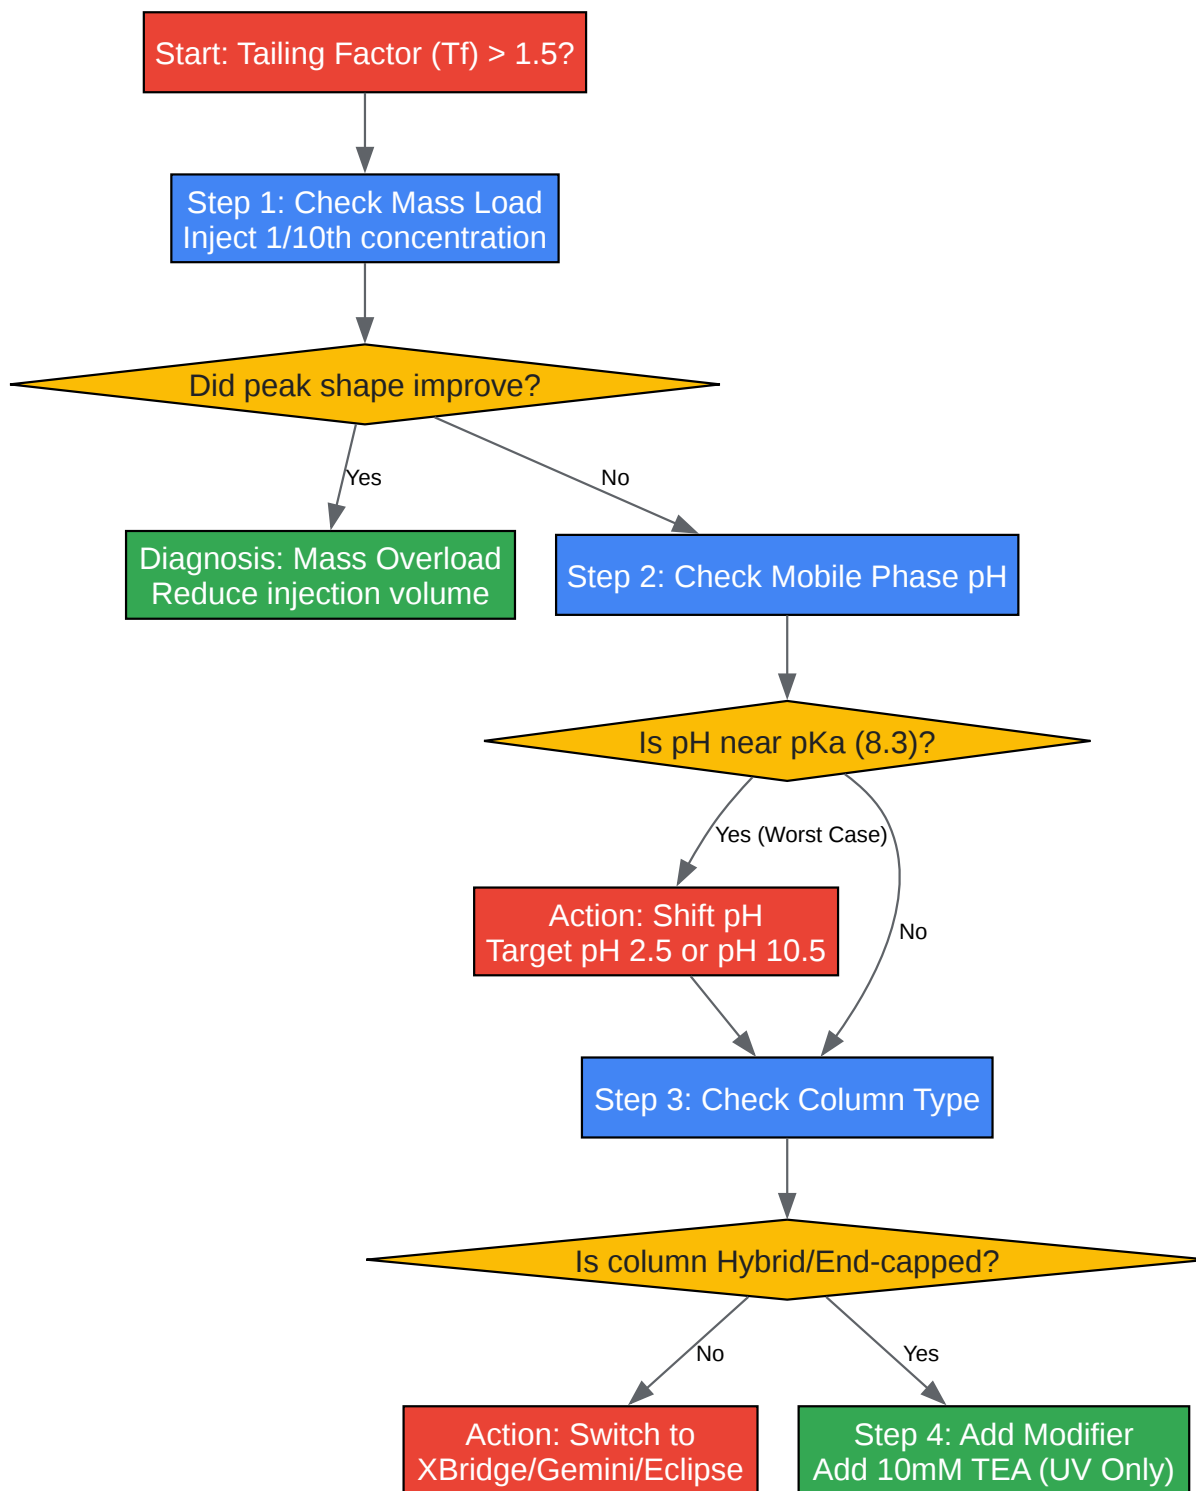 Start: Tailing Factor (Tf) > 1.5?
Step 1: Check Mass Load
Inject 1/10th concentration
Did peak shape improve?
Yes
No
Diagnosis: Mass Overload
Reduce injection volume
Step 2: Check Mobile Phase pH
Is pH near pKa (8.3)?
Yes (Worst Case)
Action: Shift pH
Target pH 2.5 or pH 10.5
No
Step 3: Check Column Type
Is column Hybrid/End-capped?
No
Yes
Action: Switch to
XBridge/Gemini/Eclipse
Step 4: Add Modifier
Add 10mM TEA (UV Only)